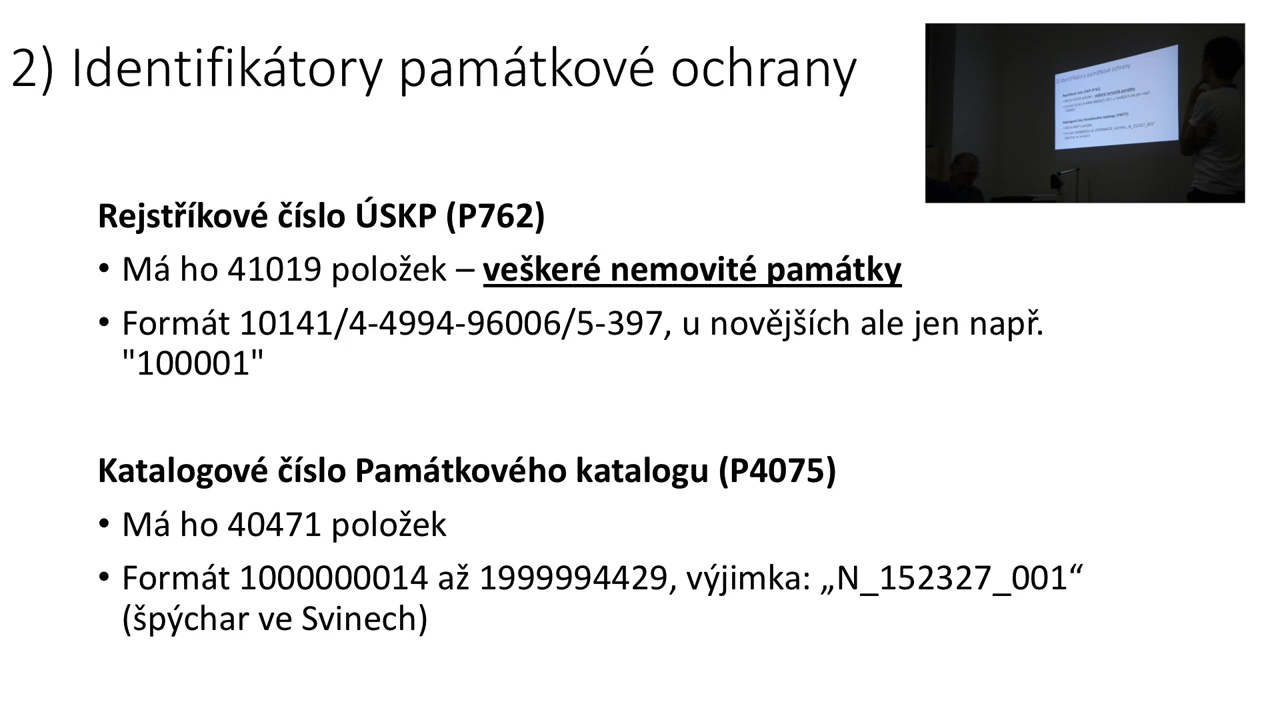 2) Identifikátory památkové ochrany
Rejstříkové číslo ÚSKP (P762)
• Má ho 41019 položek – veškeré nemovité památky
• Formát 10141/4-4994-96006/5-397, u novějších ale jen např.
"100001"
Katalogové číslo Památkového katalogu (P4075)
• Má ho 40471 položek
• Formát 1000000014 až 1999994429, výjimka: „N_152327_001“
(špýchar ve Svinech)